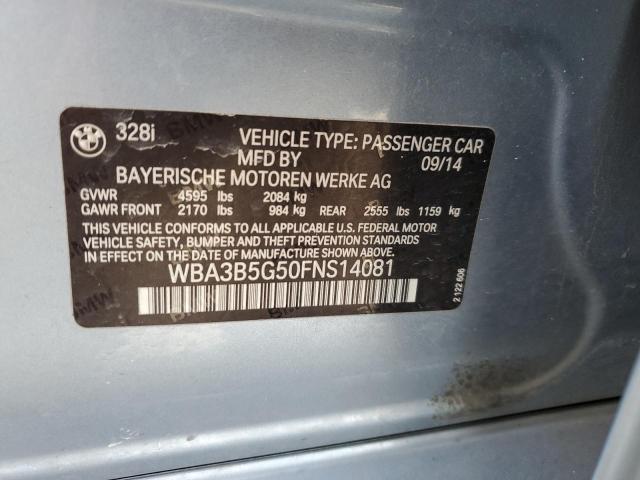 BMW 328i VEHICLE TYPE: PASSENGER CAR
MFD BY 09/14
BAYERISCHE MOTOREN WERKE AG
GVWR 4595 lbs 2084 kg
GAWR FRONT 2170 lbs 984 kg REAR 2555 lbs 1159 kg
THIS VEHICLE CONFORMS TO ALL APPLICABLE U.S. FEDERAL MOTOR
VEHICLE SAFETY, BUMPER AND THEFT PREVENTION STANDARDS
IN EFFECT ON THE DATE OF MANUFACTURE SHOWN ABOVE.
WBA3B5G50FNS14081
2 122 606